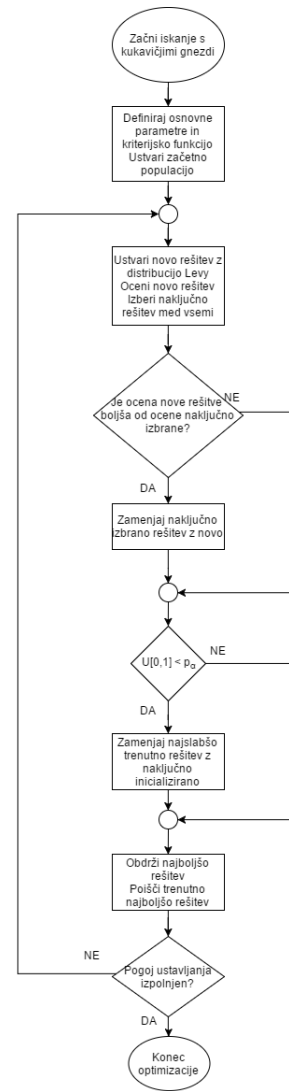 Začni iskanje s
kukavičjimi gnezdi
Definiraj osnovne
parametre in
kriterijsko funkcijo
Ustvari začetno
populacijo
Ustvari novo rešitev z
distribucijo Levy
Oceni novo rešitev
Izberi naključno
rešitev med vsemi
Je ocena nove rešitve
boljša od ocene naključno
izbrane?
NE
DA
Zamenjaj naključno
izbrano rešitev z novo
U[0,1] < pα
NE
DA
Zamenjaj najslabšo
trenutno rešitev z
naključno
inicializirano
Obdrži najboljšo
rešitev
Poišči trenutno
najboljšo rešitev
NE
Pogoj ustavljanja
izpolnjen?
DA
Konec
optimizacije